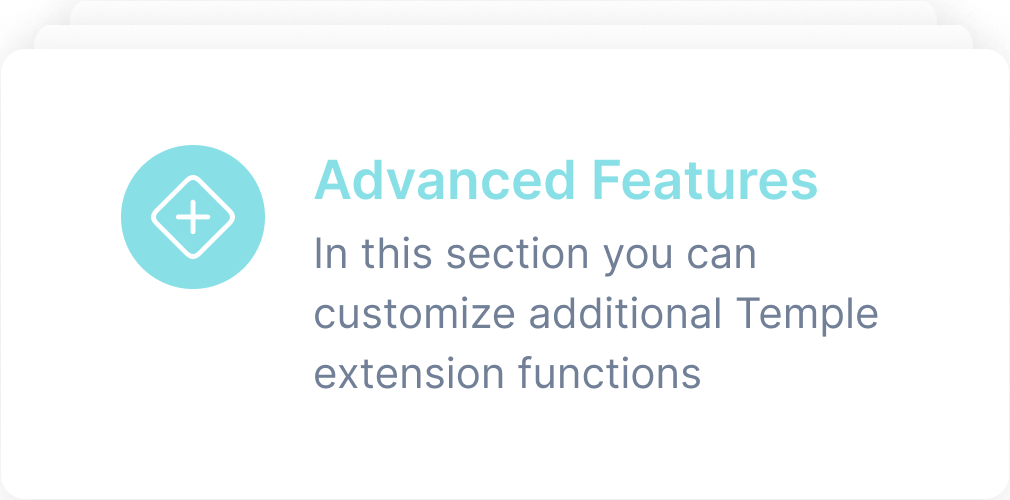 Advanced Features
In this section you can
customize additional Temple
extension functions